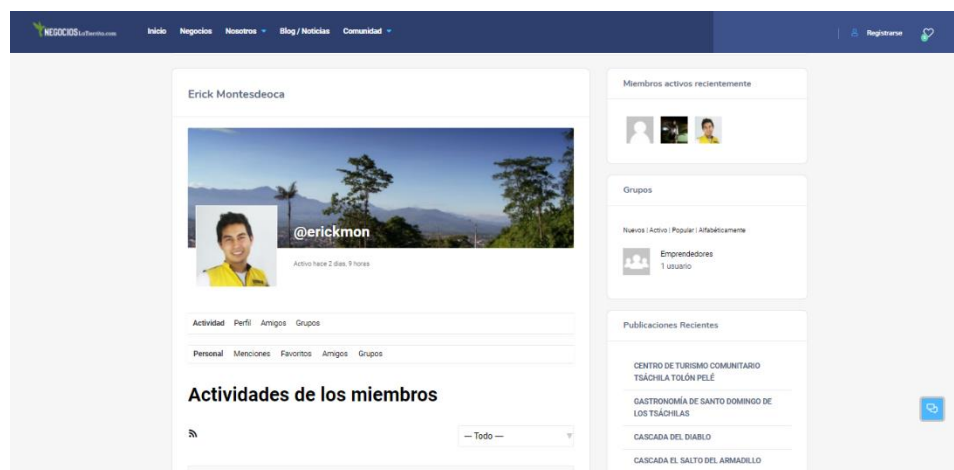 NEGOCIOS LaTierrita.com
Inicio Negocios Nosotros Blog / Noticias Comunidad
Registrarse
Erick Montesdeoca
@erickmon
Activo hace 2 dias, 9 horas
Actividad Perfil Amigos Grupos
Personal Menciones Favoritos Amigos Grupos
Actividades de los miembros
— Todo —
Miembros activos recientemente
Grupos
Nuevos | Activo | Popular | Alfabéticamente
Emprendedores
1 usuario
Publicaciones Recientes
CENTRO DE TURISMO COMUNITARIO
TSÁCHILA TOLÓN PELÉ
GASTRONOMÍA DE SANTO DOMINGO DE
LOS TSÁCHILAS
CASCADA DEL DIABLO
CASCADA EL SALTO DEL ARMADILLO